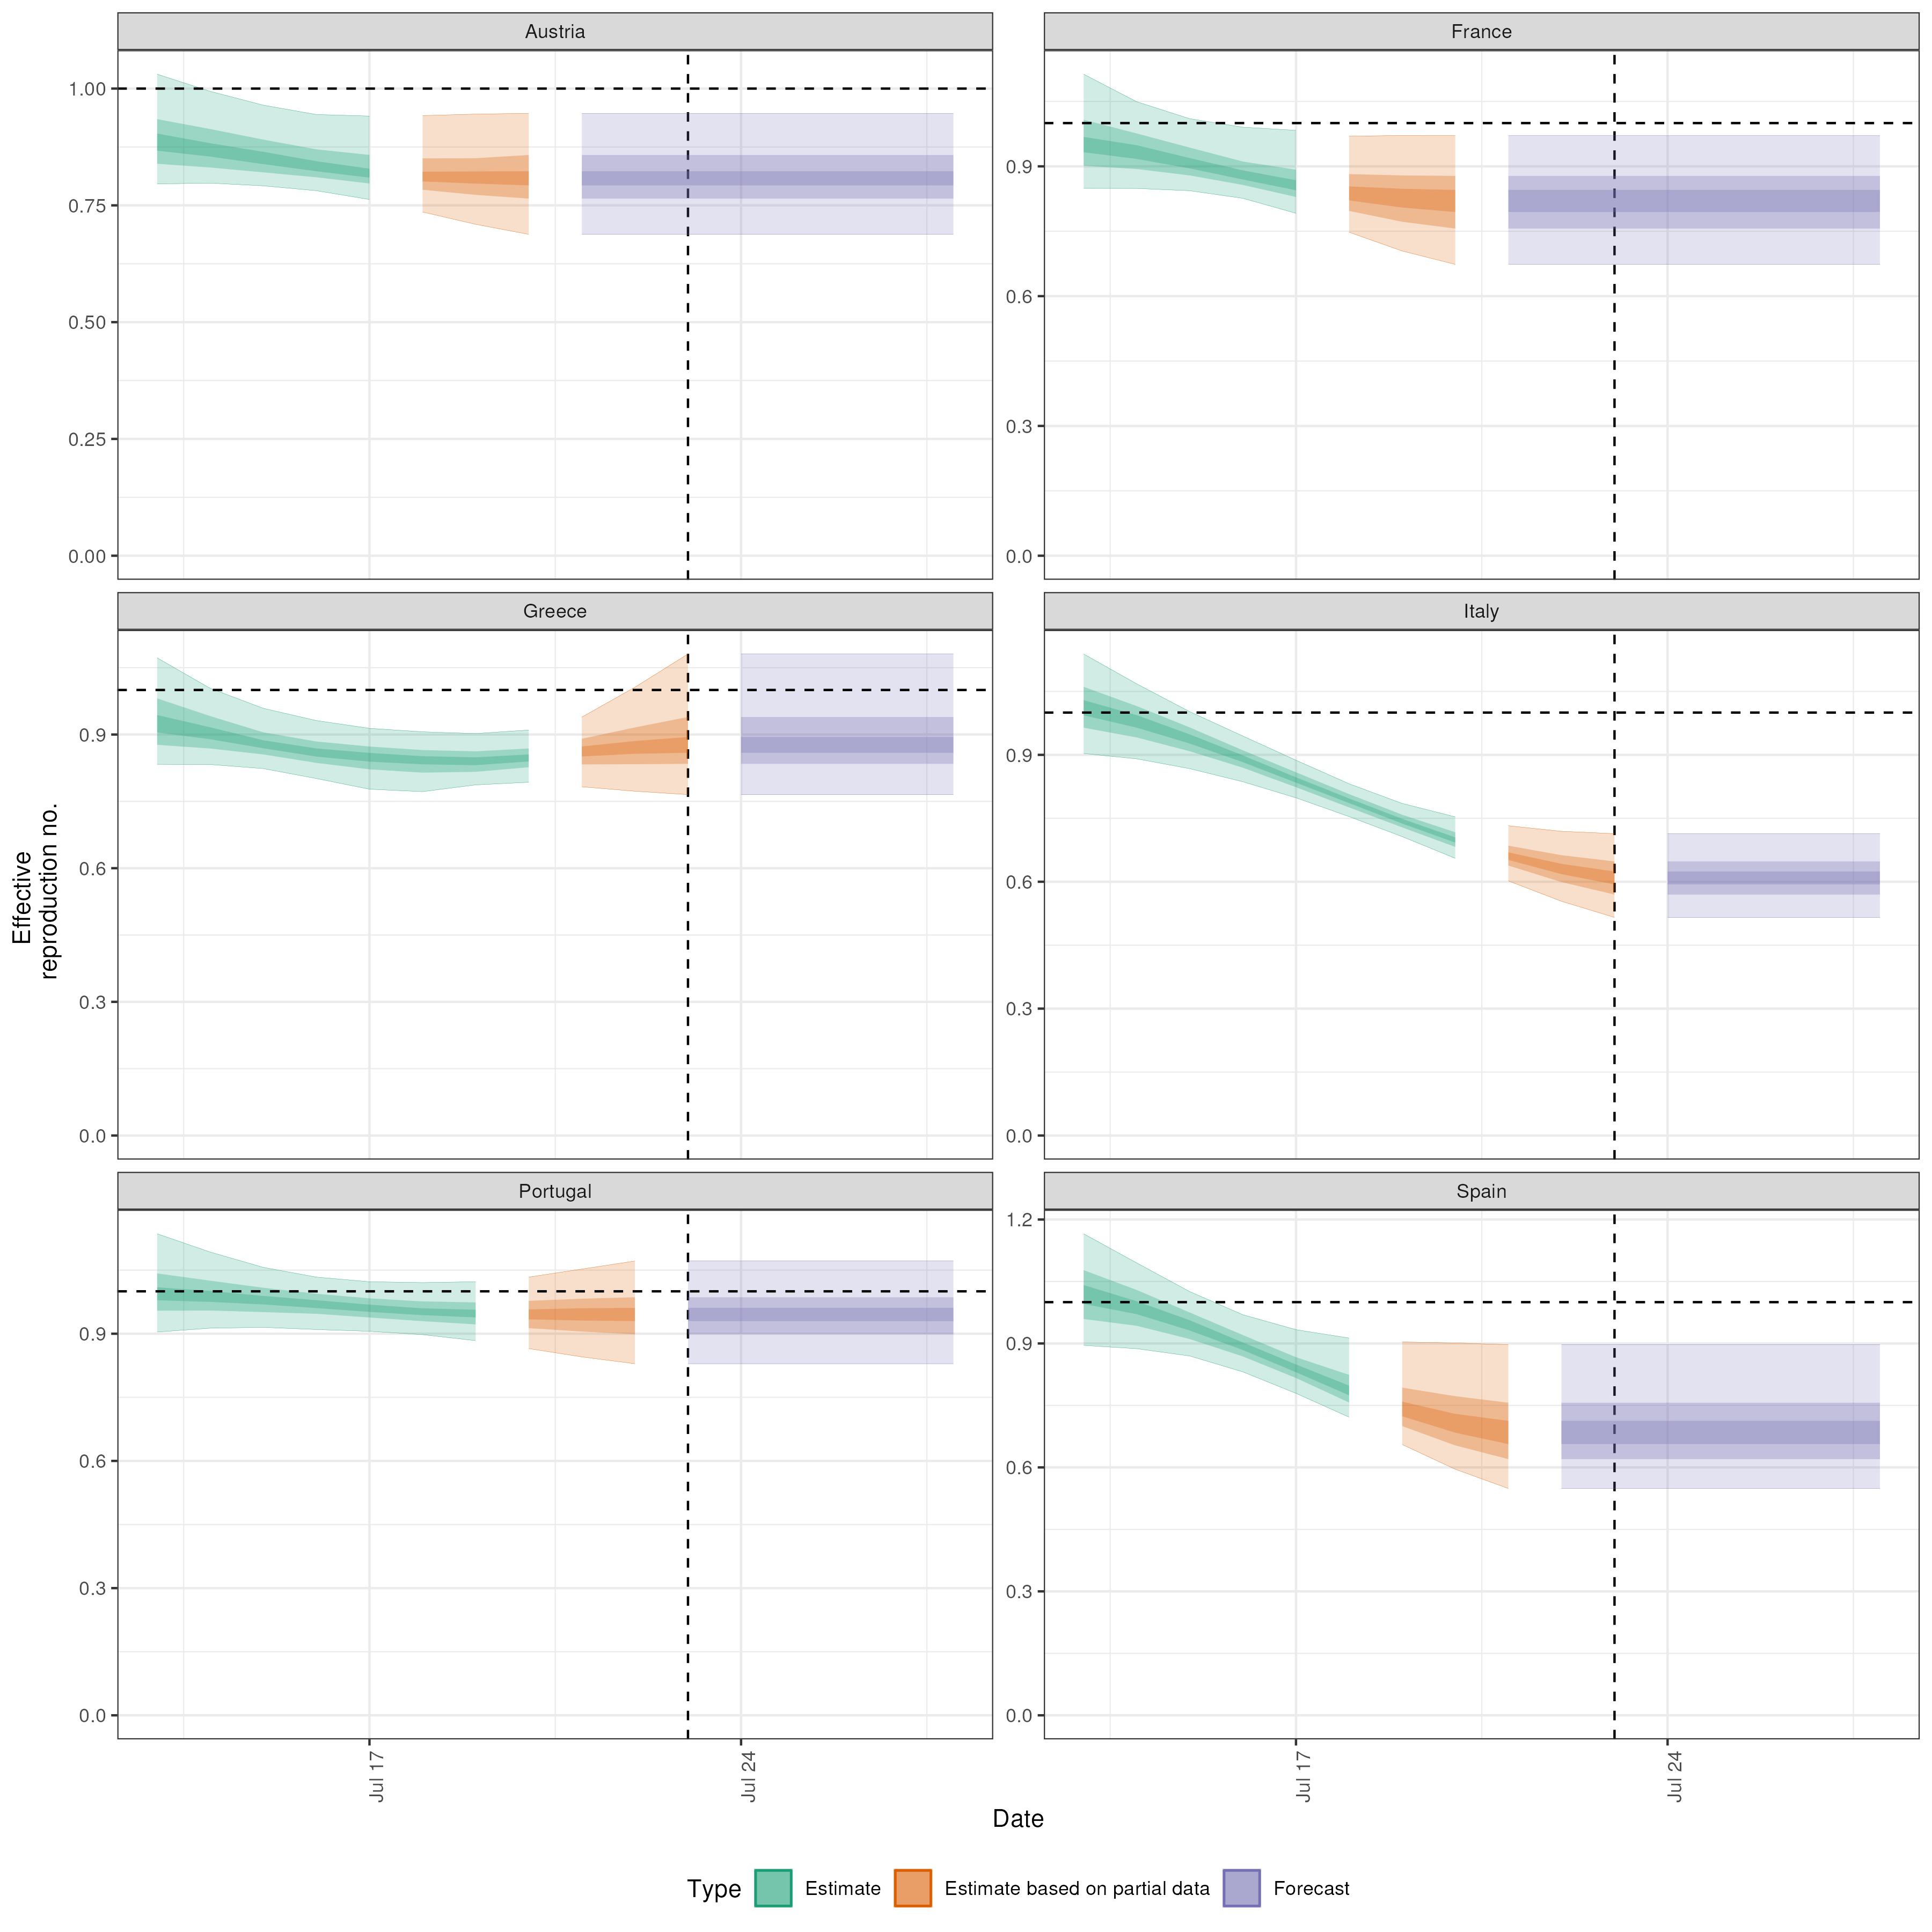 Austria
France
1.00
0.75
0.50
0.25
0.00
0.9
0.6
0.3
0.0
Greece
Italy
0.9
0.6
0.3
0.0
0.9
0.6
0.3
0.0
Effective
reproduction no.
Portugal
Spain
0.9
0.6
0.3
0.0
1.2
0.9
0.6
0.3
0.0
Jul 17
Jul 24
Jul 17
Jul 24
Date
Type
Estimate
Estimate based on partial data
Forecast